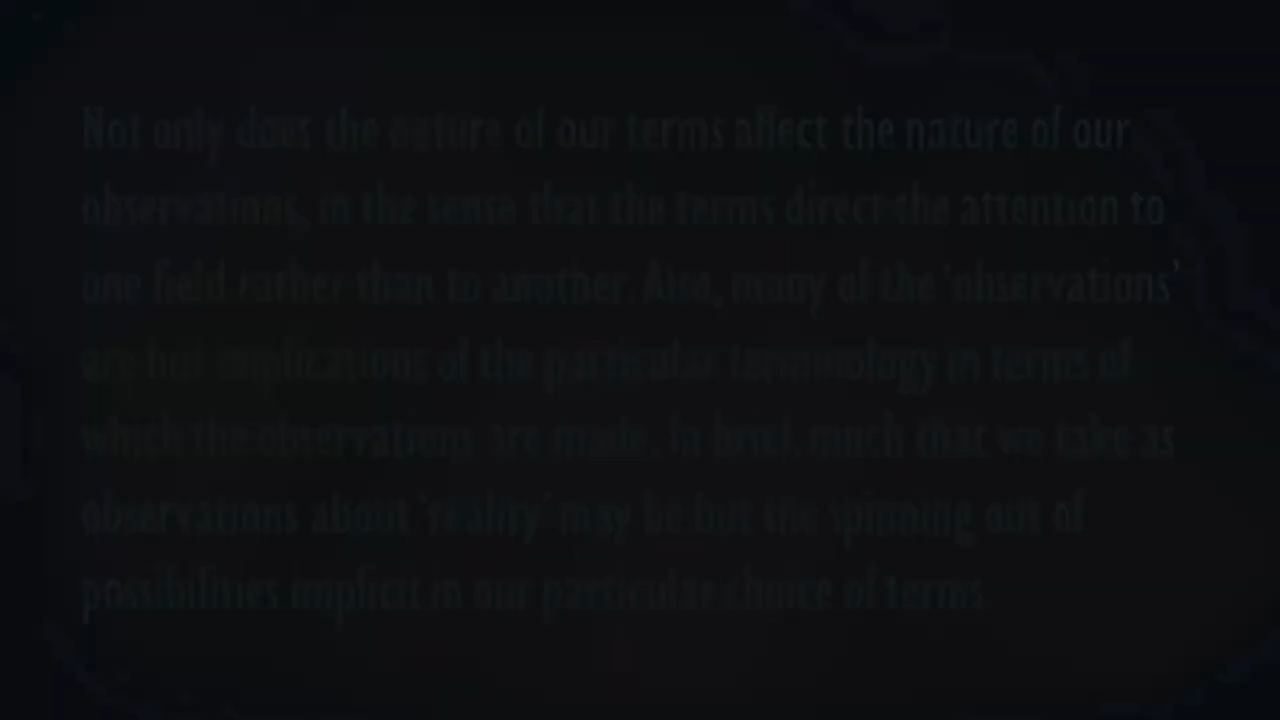 Not only does the nature of our terms affect the nature of our
observations, in the sense that the terms direct the attention to
one field rather than to another. Also, many of the 'observations'
are but implications of the particular terminology in terms of
which the observations are made. In brief, much that we take as
observations about 'reality' may be but the spinning out of
possibilities implicit in our particular choice of terms.